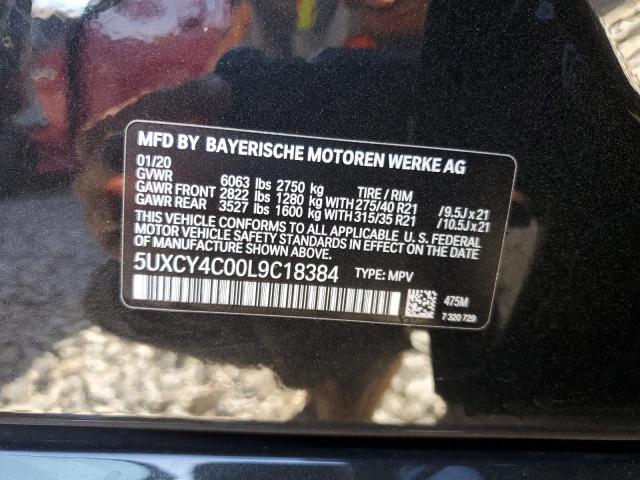 MFD BY BAYERISCHE MOTOREN WERKE AG
01/20
GVWR 6063 lbs 2750 kg TIRE / RIM
GAWR FRONT 2822 lbs 1280 kg WITH 275/40 R21 /9.5J x 21
GAWR REAR 3527 lbs 1600 kg WITH 315/35 R21 /10.5J x 21
THIS VEHICLE CONFORMS TO ALL APPLICABLE U.S. FEDERAL
MOTOR VEHICLE SAFETY STANDARDS IN EFFECT ON THE DATE
OF MANUFACTURE SHOWN ABOVE.
5UXCY4C00L9C18384 TYPE: MPV
475M
7 320 729